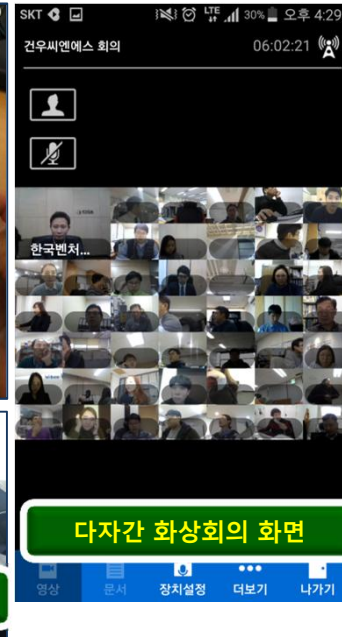 SKT LTE 30% 오후 4:29
건우씨엔에스 회의 06:02:21
한국벤처...
다자간 화상회의 화면
영상 문서 장치설정 더보기 나가기